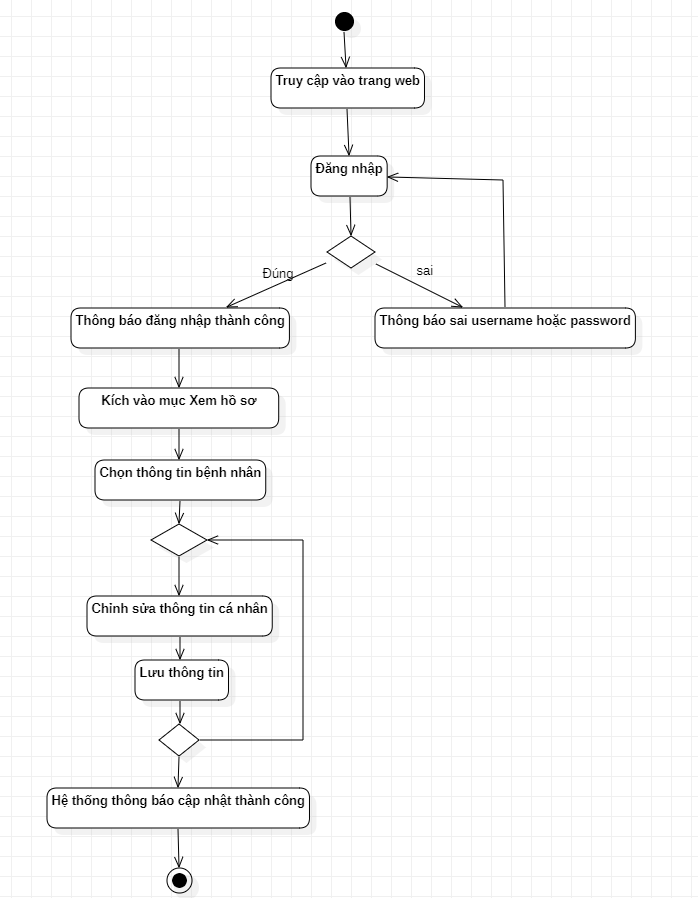 Truy cập vào trang web
Đăng nhập
Đúng
sai
Thông báo đăng nhập thành công
Thông báo sai username hoặc password
Kích vào mục Xem hồ sơ
Chọn thông tin bệnh nhân
Chỉnh sửa thông tin cá nhân
Lưu thông tin
Hệ thống thông báo cập nhật thành công